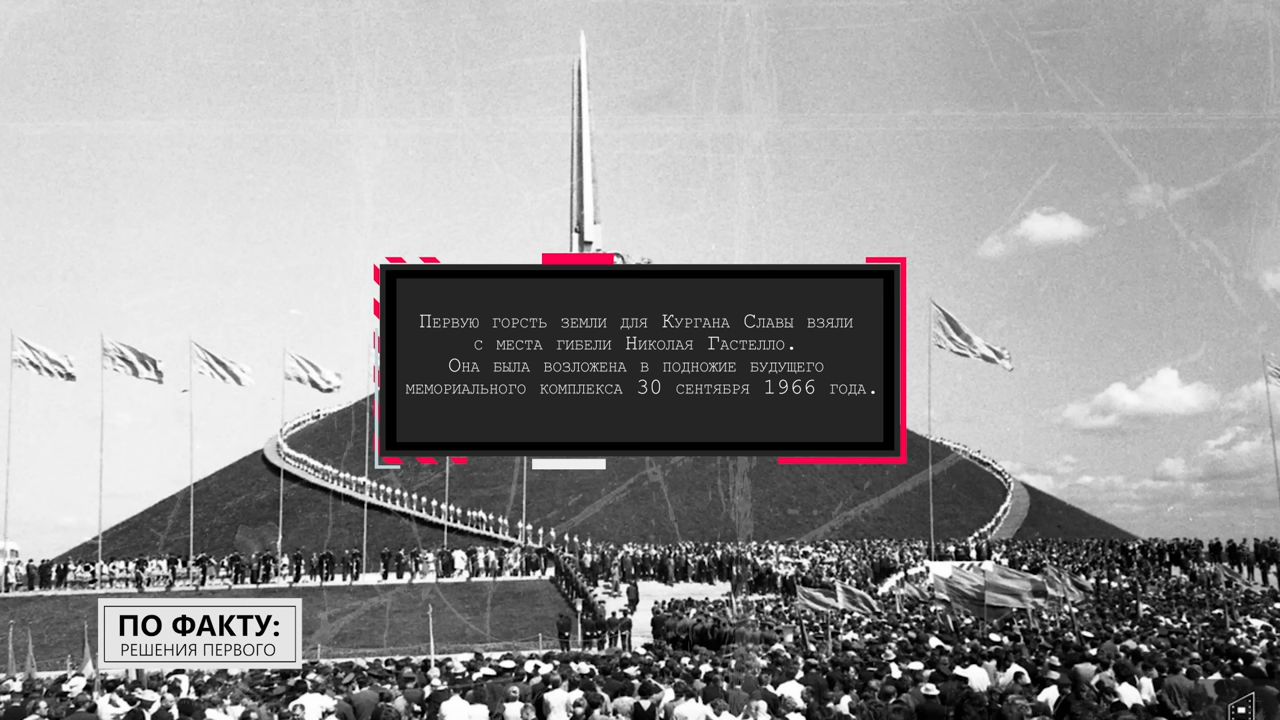 Первую горсть земли для Кургана Славы взяли
с места гибели Николая Гастелло.
Она была возложена в подножие будущего
мемориального комплекса 30 сентября 1966 года.
ПО ФАКТУ:
РЕШЕНИЯ ПЕРВОГО